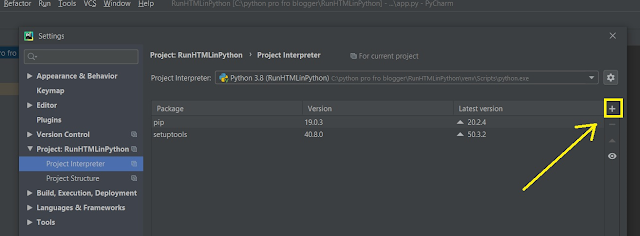 Refactor Run Tools VCS Window Help RunHTMLinPython [C:\python pro fro blogger\RunHTMLinPython] - ...\app.py - PyCharm
Settings
Project: RunHTMLinPython › Project Interpreter For current project
Appearance & Behavior
Keymap
Editor
Plugins
Version Control
Project: RunHTMLinPython
Project Interpreter
Project Structure
Build, Execution, Deployment
Languages & Frameworks
Tools
Project Interpreter: Python 3.8 (RunHTMLinPython) C:\python pro fro blogger\RunHTMLinPython\venv\Scripts\python.exe
Package Version Latest version
pip 19.0.3 20.2.4
setuptools 40.8.0 50.3.2